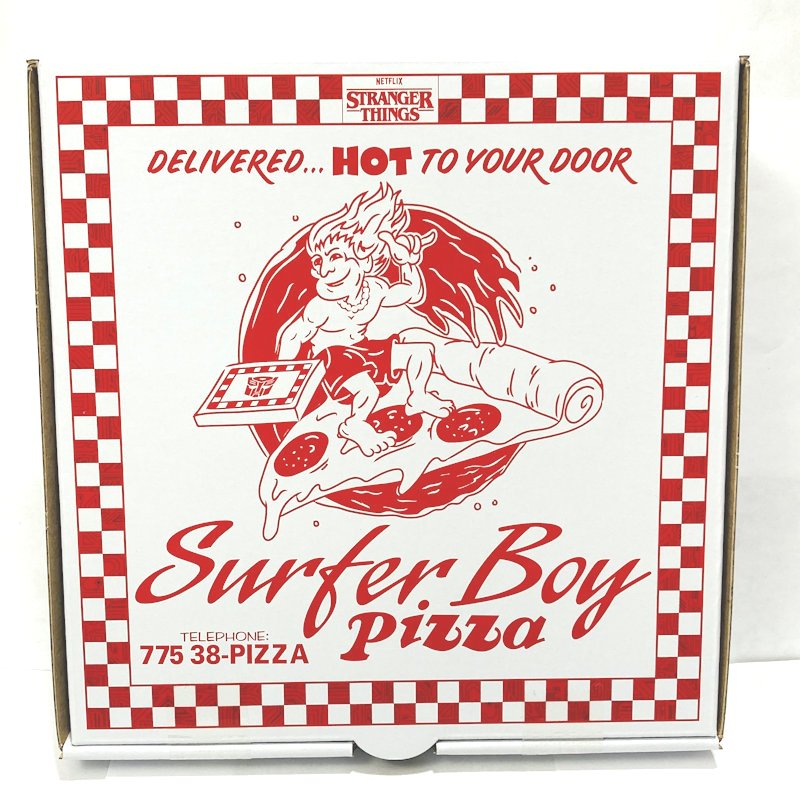 NETFLIX
STRANGER
THINGS
DELIVERED... HOT TO YOUR DOOR
Surfer Boy
Pizza
TELEPHONE:
775 38-PIZZA